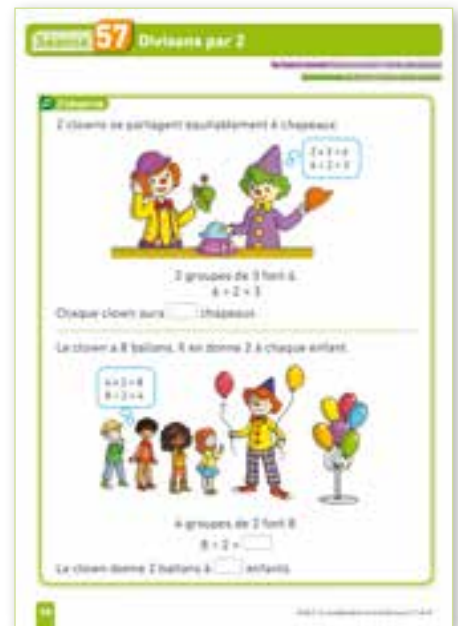 Séance 57 Divisons par 2
J'observe
2 clowns se partagent équitablement 6 chapeaux.
2 × 3 = 6
6 ÷ 2 = 3
2 groupes de 3 font 6
6 ÷ 2 = 3
Chaque clown aura chapeaux
Le clown a 8 ballons. Il en donne 2 à chaque enfant.
4 × 2 = 8
8 ÷ 2 = 4
4 groupes de 2 font 8
8 ÷ 2 =
Le clown donne 2 ballons à enfants